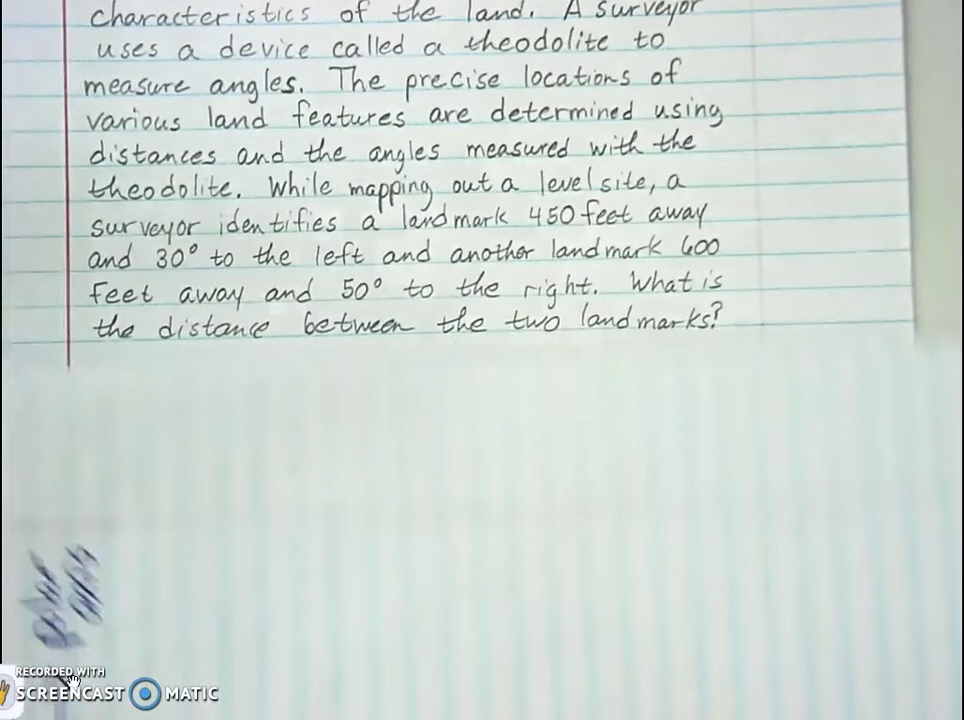 characteristics of the land. A surveyor
uses a device called a theodolite to
measure angles. The precise locations of
various land features are determined using
distances and the angles measured with the
theodolite. While mapping out a level site, a
surveyor identifies a landmark 450 feet away
and 30° to the left and another landmark 600
feet away and 50° to the right. What is
the distance between the two landmarks?
RECORDED WITH
SCREENCAST MATIC